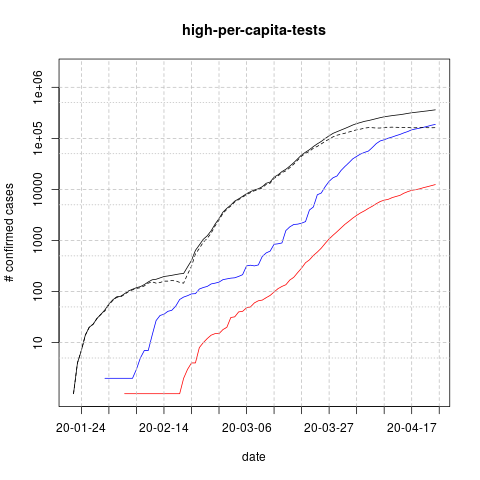 high-per-capita-tests
# confirmed cases
1e+06
1e+05
10000
1000
100
10
20-01-24 20-02-14 20-03-06 20-03-27 20-04-17
date